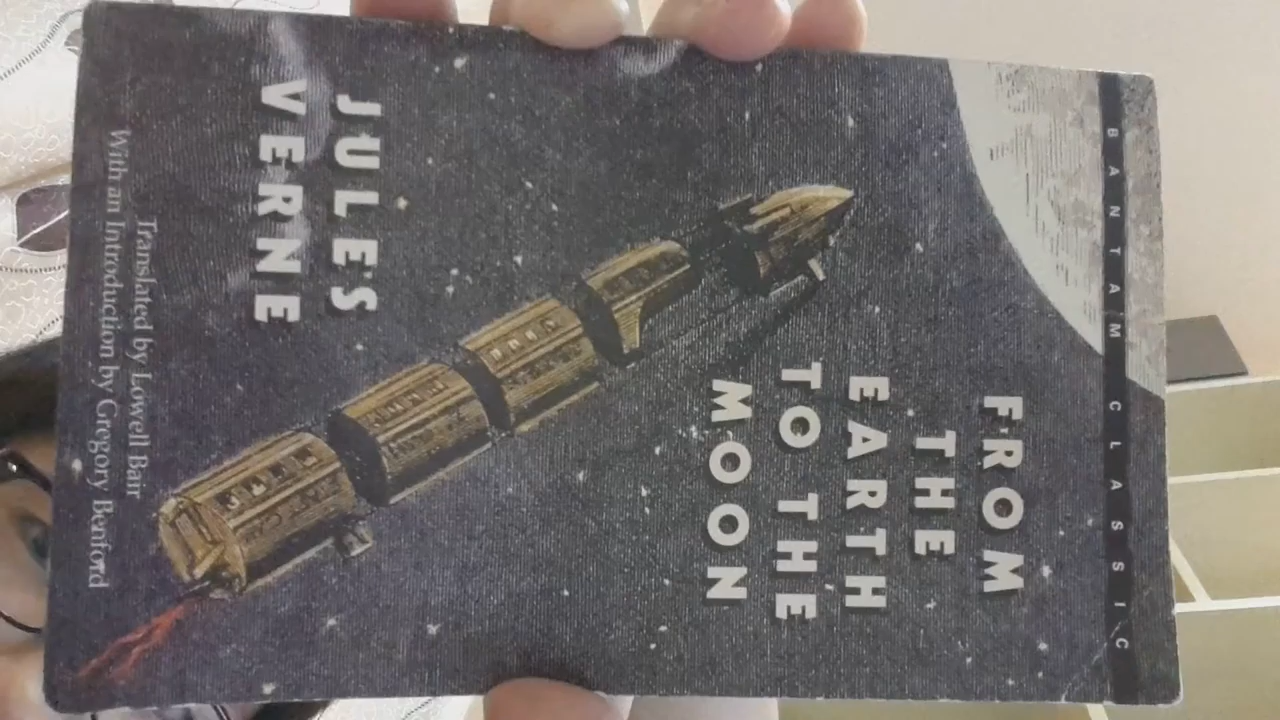 BANTAM CLASSIC
FROM
THE
EARTH
TO THE
MOON
JULES
VERNE
Translated by Lowell Bair
With an Introduction by Gregory Benford